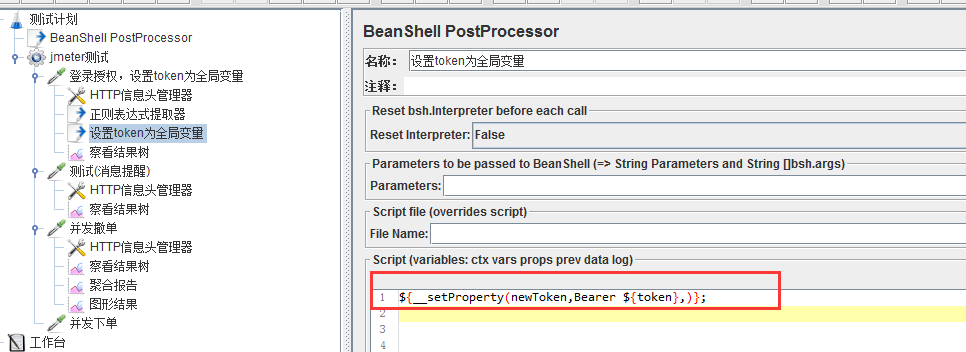 测试计划
BeanShell PostProcessor
jmeter测试
登录授权，设置token为全局变量
HTTP信息头管理器
正则表达式提取器
设置token为全局变量
察看结果树
测试(消息提醒)
HTTP信息头管理器
察看结果树
并发撤单
HTTP信息头管理器
察看结果树
聚合报告
图形结果
并发下单
工作台
BeanShell PostProcessor
名称： 设置token为全局变量
注释：
Reset bsh.Interpreter before each call
Reset Interpreter: False
Parameters to be passed to BeanShell (=> String Parameters and String []bsh.args)
Parameters:
Script file (overrides script)
File Name:
Script (variables: ctx vars props prev data log)
1 ${__setProperty(newToken,Bearer ${token},)};
2
3
4